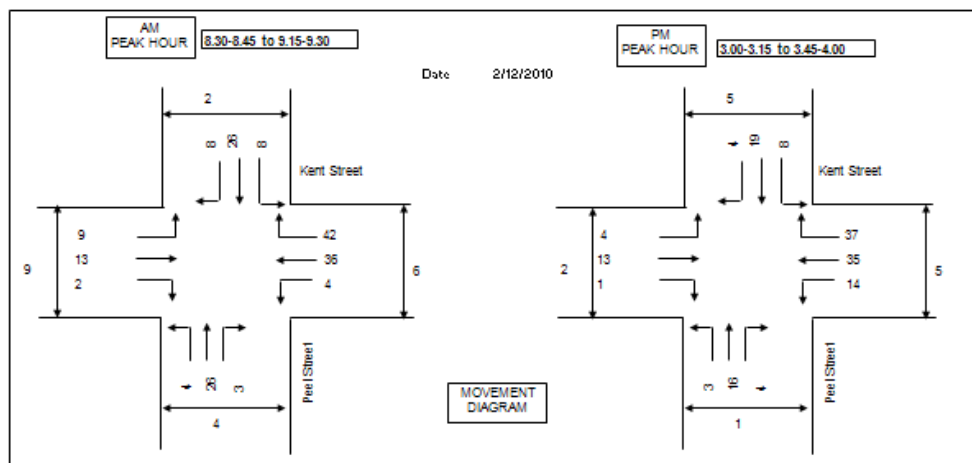 AM
PEAK HOUR
8.30-8.45 to 9.15-9.30
PM
PEAK HOUR
3.00-3.15 to 3.45-4.00
Date 2/12/2010
2
8 26 8
Kent Street
9
13
2
9
42
36
4
6
4 26 3
Peel Street
4
5
4 19 8
Kent Street
4
13
1
2
37
35
14
5
3 16 4
Peel Street
1
MOVEMENT
DIAGRAM